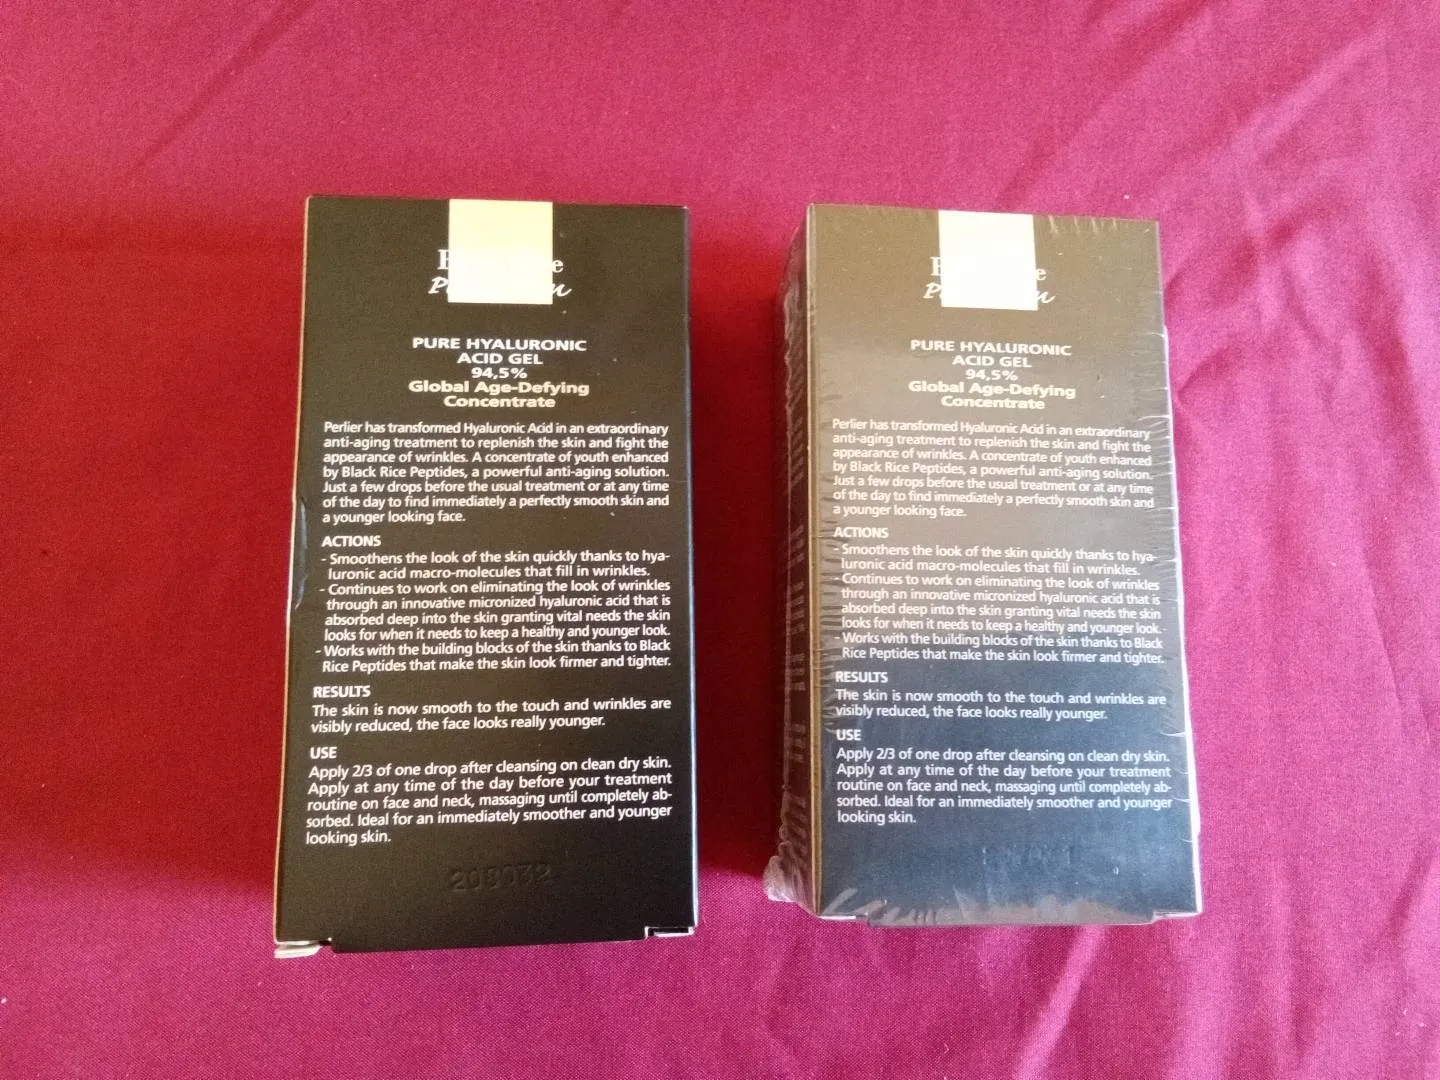 PURE HYALURONIC
ACID GEL
94,5%
Global Age-Defying
Concentrate
Perlier has transformed Hyaluronic Acid in an extraordinary
anti-aging treatment to replenish the skin and fight the
appearance of wrinkles. A concentrate of youth enhanced
by Black Rice Peptides, a powerful anti-aging solution.
Just a few drops before the usual treatment or at any time
of the day to find immediately a perfectly smooth skin and
a younger looking face.
ACTIONS
- Smoothens the look of the skin quickly thanks to hya-
luronic acid macro-molecules that fill in wrinkles.
- Continues to work on eliminating the look of wrinkles
through an innovative micronized hyaluronic acid that is
absorbed deep into the skin granting vital needs the skin
looks for when it needs to keep a healthy and younger look.
- Works with the building blocks of the skin thanks to Black
Rice Peptides that make the skin look firmer and tighter.
RESULTS
The skin is now smooth to the touch and wrinkles are
visibly reduced, the face looks really younger.
USE
Apply 2/3 of one drop after cleansing on clean dry skin.
Apply at any time of the day before your treatment
routine on face and neck, massaging until completely ab-
sorbed. Ideal for an immediately smoother and younger
looking skin.
PURE HYALURONIC
ACID GEL
94,5%
Global Age-Defying
Concentrate
Perlier has transformed Hyaluronic Acid in an extraordinary
anti-aging treatment to replenish the skin and fight the
appearance of wrinkles. A concentrate of youth enhanced
by Black Rice Peptides, a powerful anti-aging solution.
Just a few drops before the usual treatment or at any time
of the day to find immediately a perfectly smooth skin and
a younger looking face.
ACTIONS
- Smoothens the look of the skin quickly thanks to hya-
luronic acid macro-molecules that fill in wrinkles.
- Continues to work on eliminating the look of wrinkles
through an innovative micronized hyaluronic acid that is
absorbed deep into the skin granting vital needs the skin
looks for when it needs to keep a healthy and younger look.
- Works with the building blocks of the skin thanks to Black
Rice Peptides that make the skin look firmer and tighter.
RESULTS
The skin is now smooth to the touch and wrinkles are
visibly reduced, the face looks really younger.
USE
Apply 2/3 of one drop after cleansing on clean dry skin.
Apply at any time of the day before your treatment
routine on face and neck, massaging until completely ab-
sorbed. Ideal for an immediately smoother and younger
looking skin.